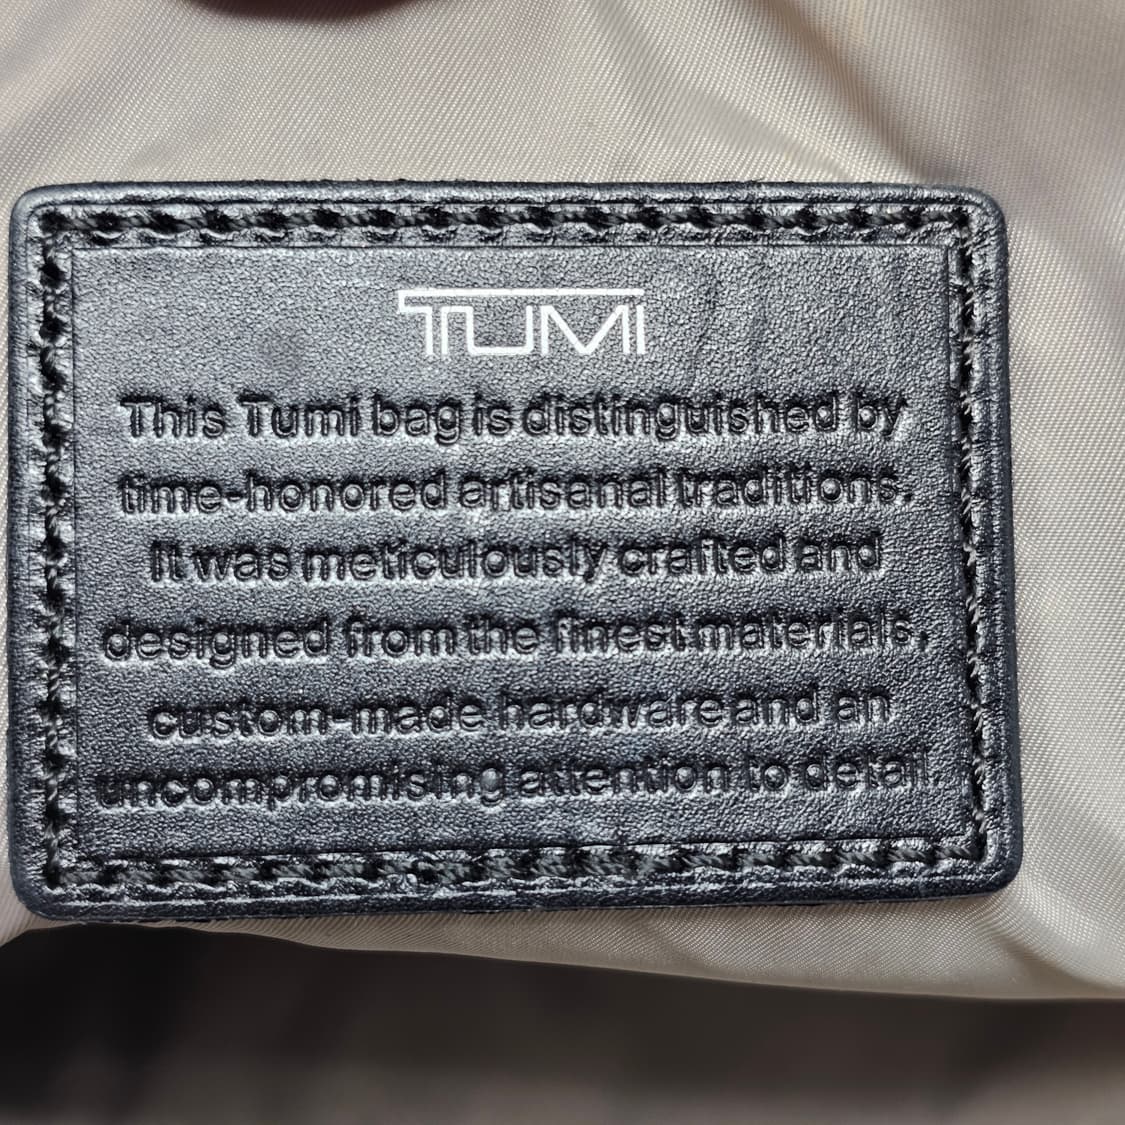 TUMI
This Tumi bag is distinguished by
time-honored artisanal traditions.
It was meticulously crafted and
designed from the finest materials,
custom-made hardware and an
uncompromising attention to detail.